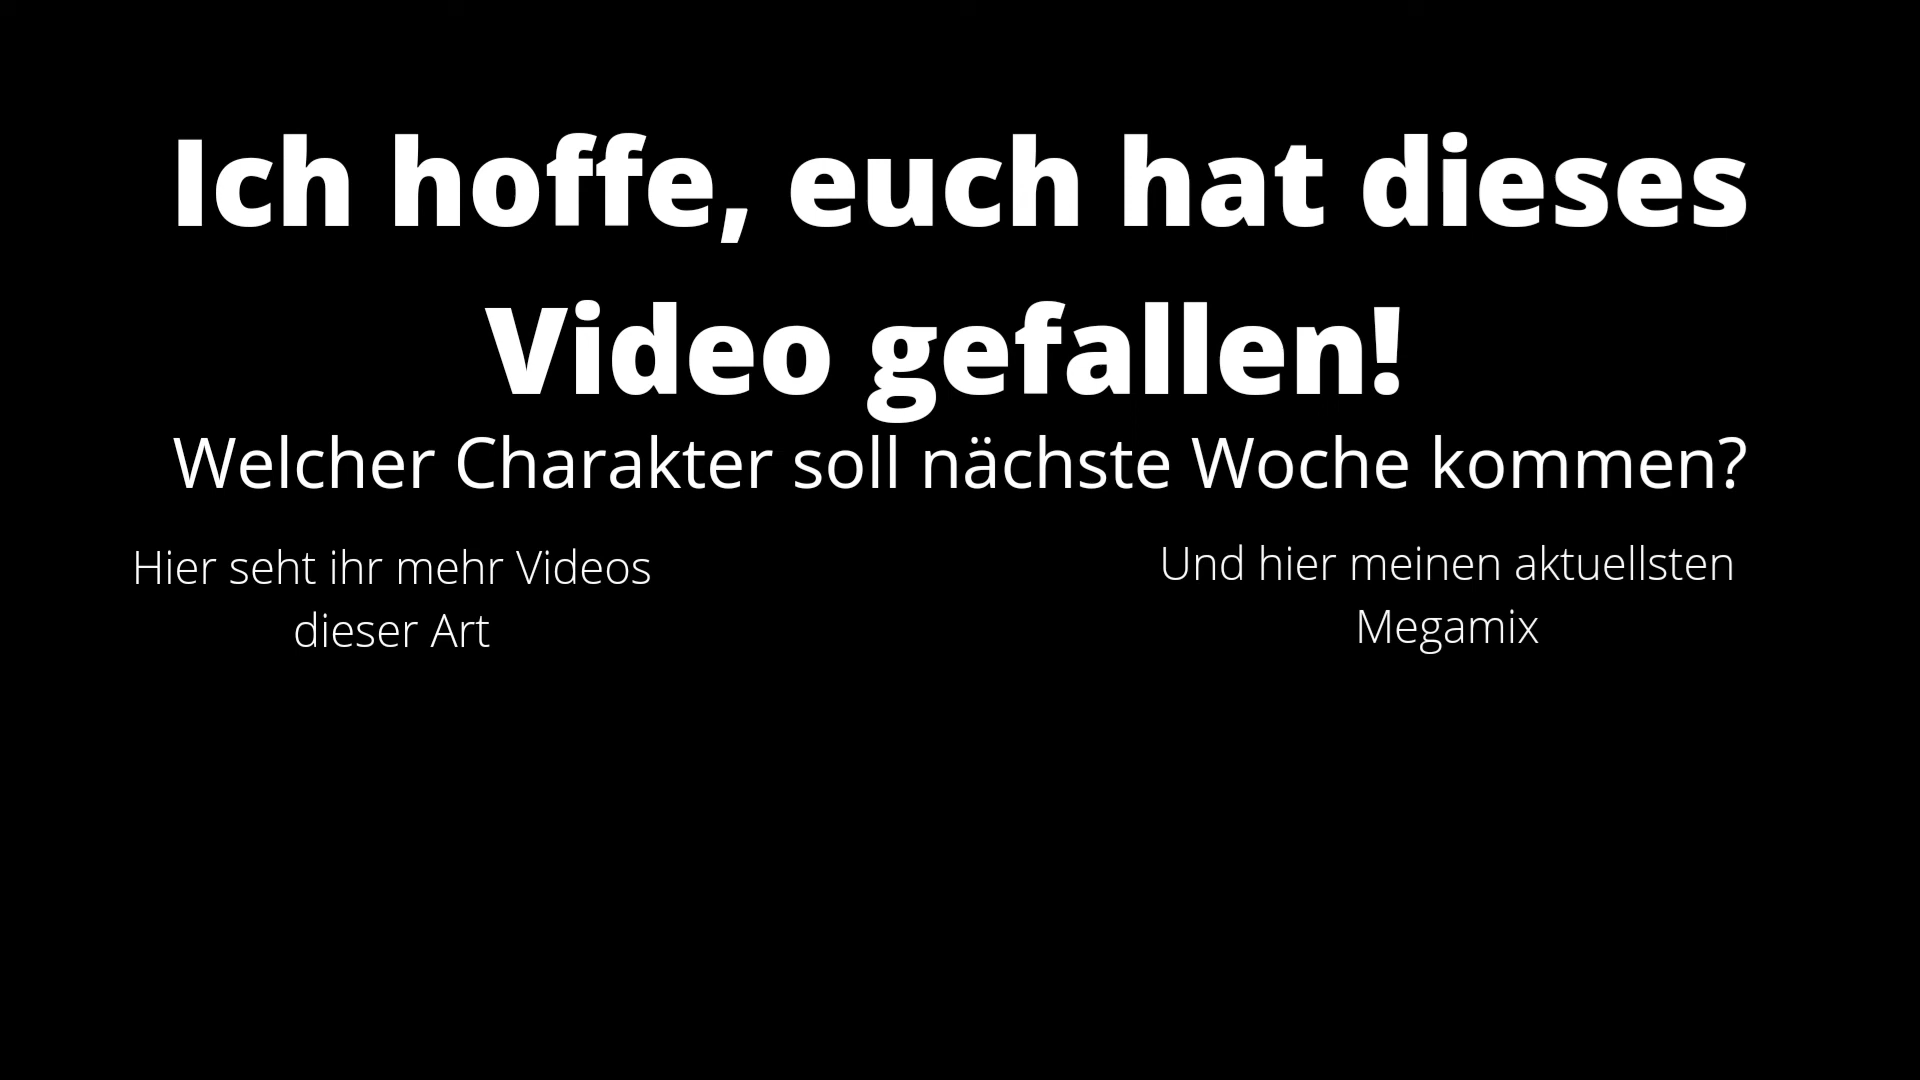 Ich hoffe, euch hat dieses
Video gefallen!
Welcher Charakter soll nächste Woche kommen?
Hier seht ihr mehr Videos
dieser Art
Und hier meinen aktuellsten
Megamix